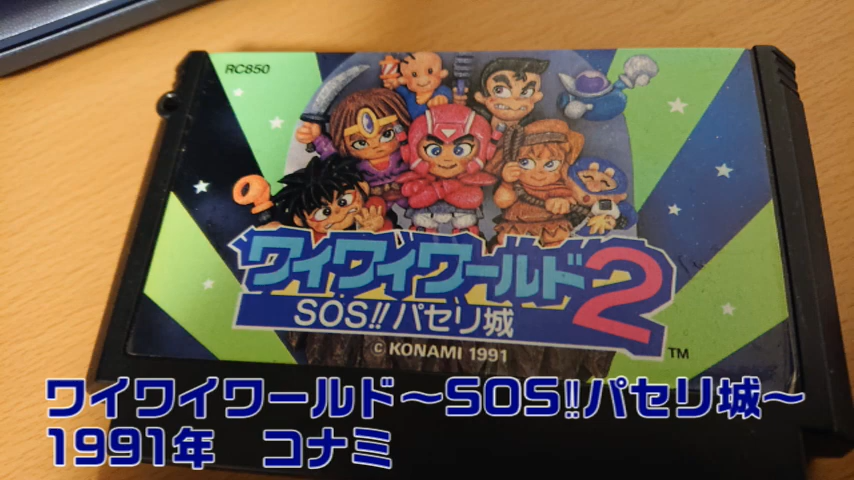 RC850
ワイワイワールド2
SOS!!パセリ城
© KONAMI 1991
TM
ワイワイワールド～SOS!!パセリ城～
1991年　コナミ